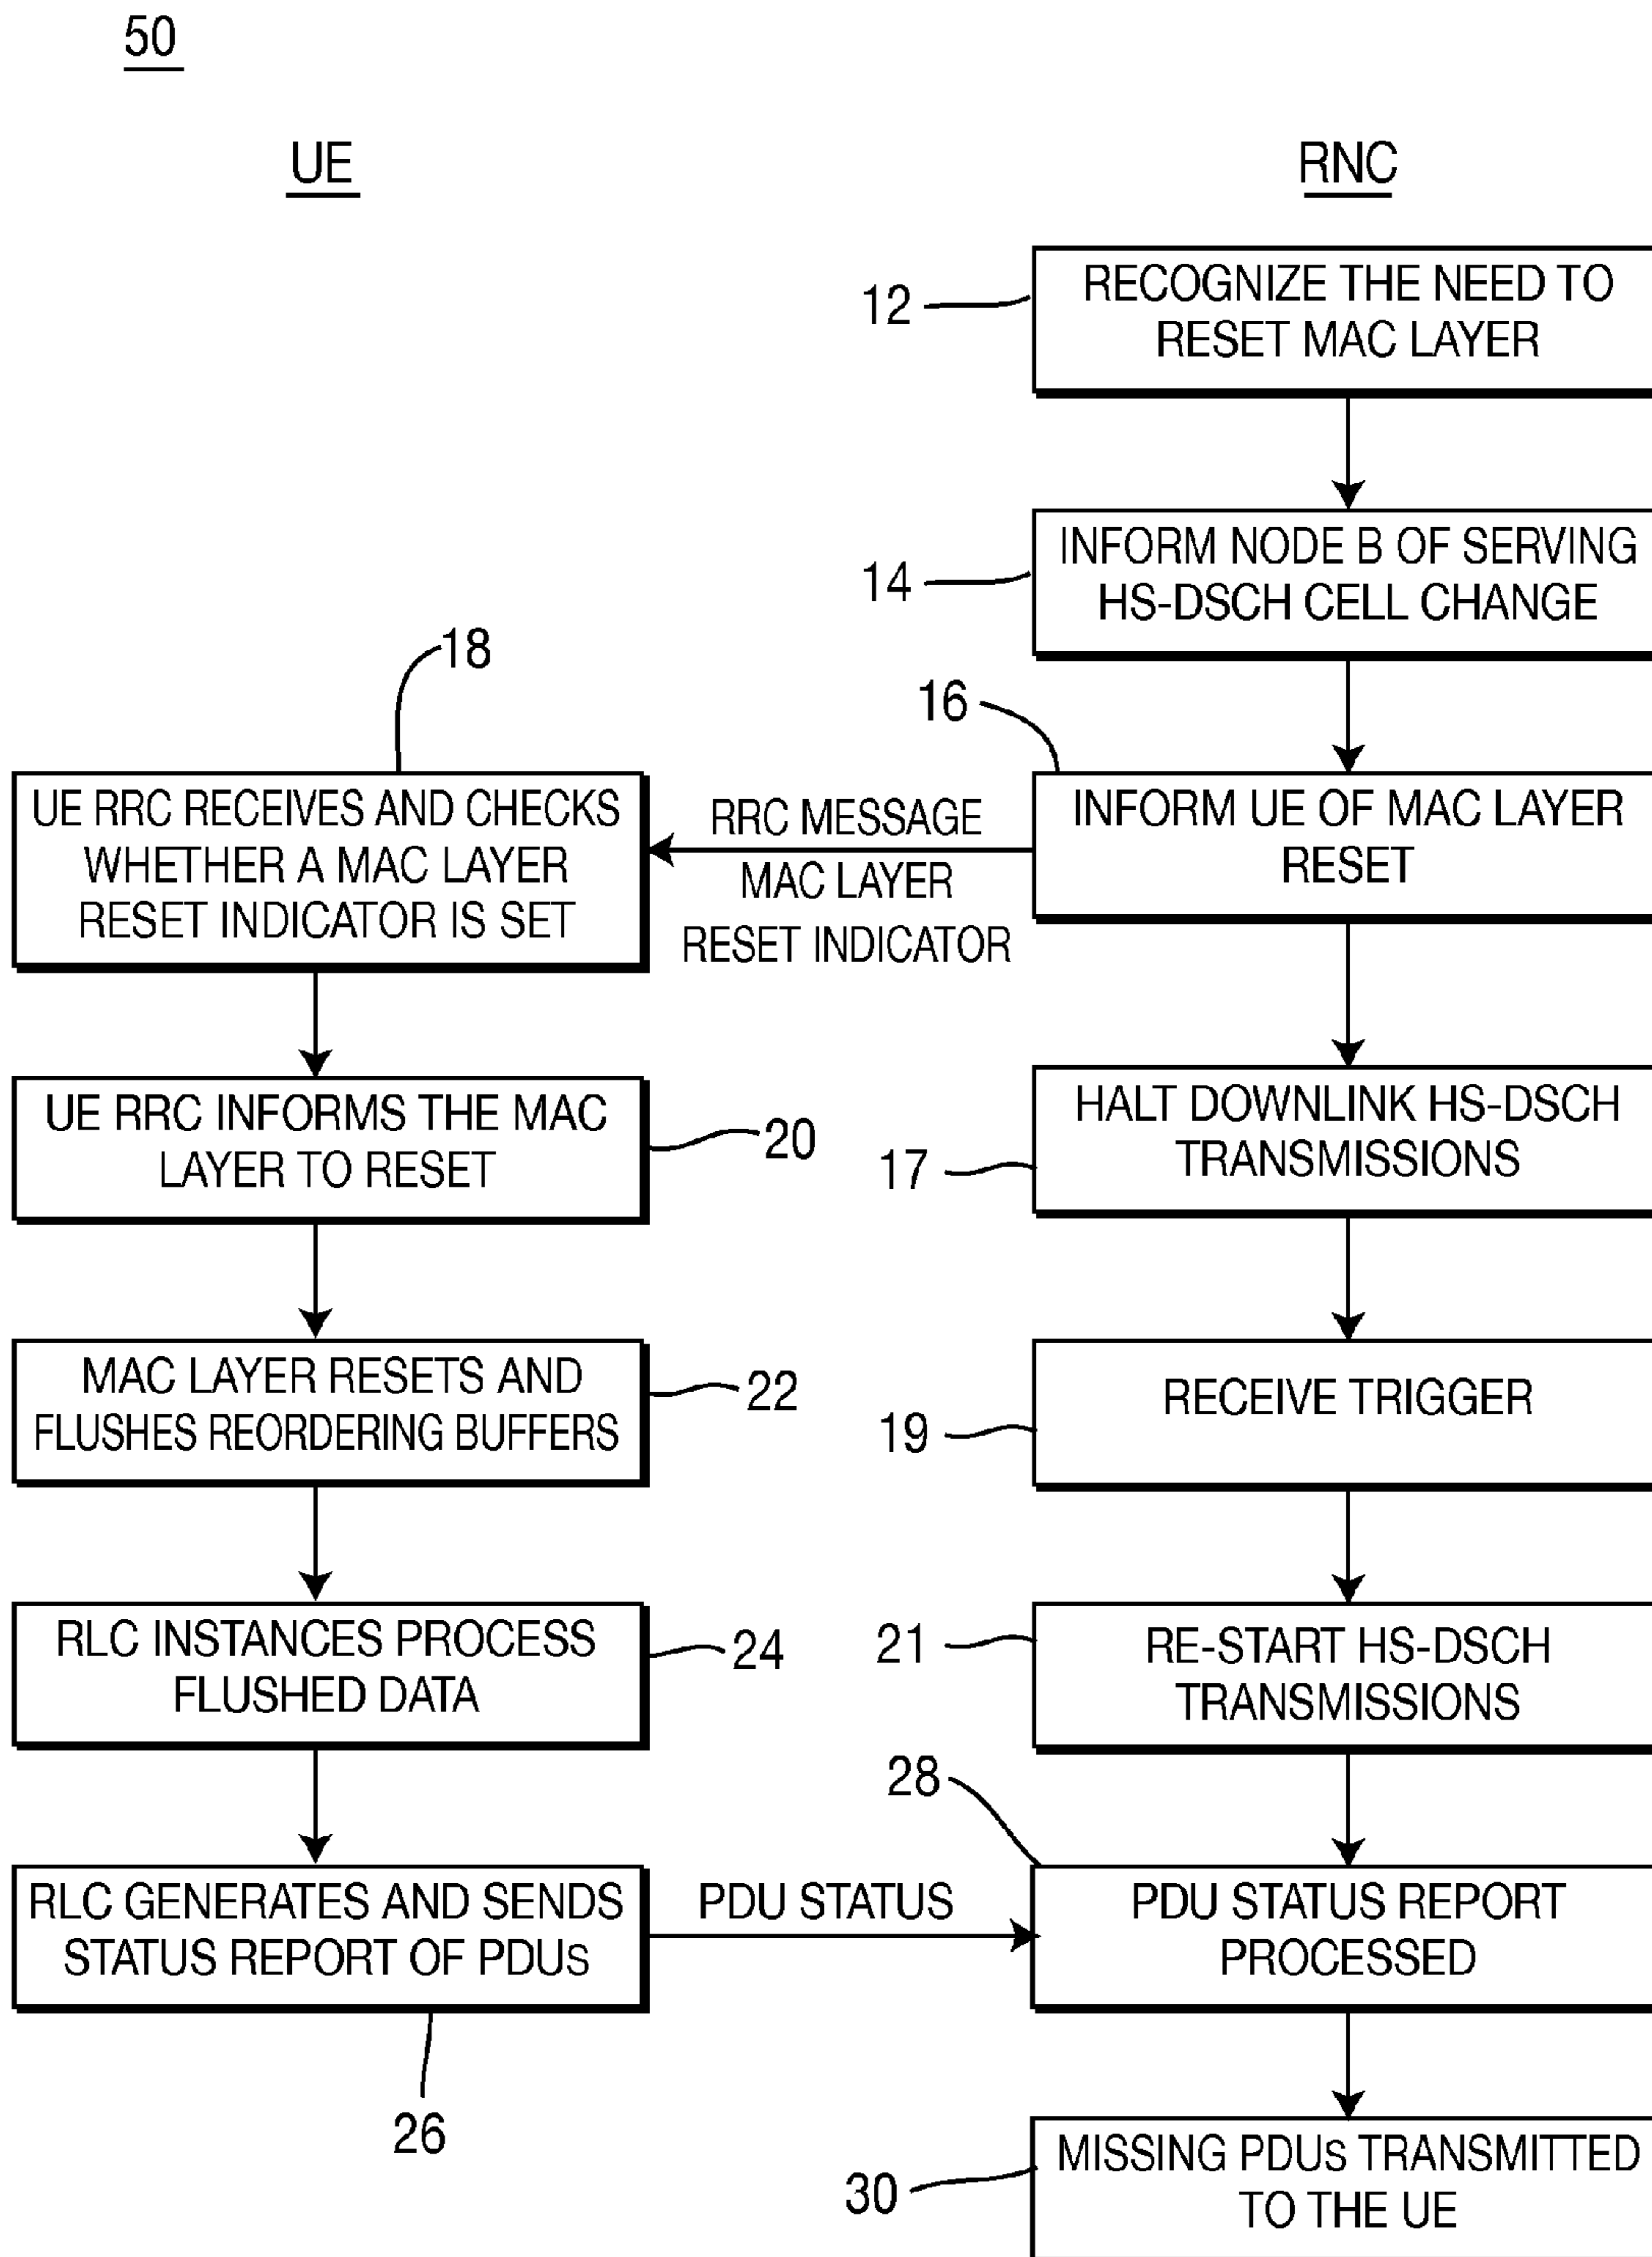 50
UE
RNC
12
RECOGNIZE THE NEED TO
RESET MAC LAYER
14
INFORM NODE B OF SERVING
HS-DSCH CELL CHANGE
18
16
UE RRC RECEIVES AND CHECKS
WHETHER A MAC LAYER
RESET INDICATOR IS SET
RRC MESSAGE
MAC LAYER
RESET INDICATOR
INFORM UE OF MAC LAYER
RESET
UE RRC INFORMS THE MAC
LAYER TO RESET
20
17
HALT DOWNLINK HS-DSCH
TRANSMISSIONS
MAC LAYER RESETS AND
FLUSHES REORDERING BUFFERS
22
19
RECEIVE TRIGGER
RLC INSTANCES PROCESS
FLUSHED DATA
24
21
RE-START HS-DSCH
TRANSMISSIONS
28
RLC GENERATES AND SENDS
STATUS REPORT OF PDUs
PDU STATUS
PDU STATUS REPORT
PROCESSED
26
30
MISSING PDUs TRANSMITTED
TO THE UE